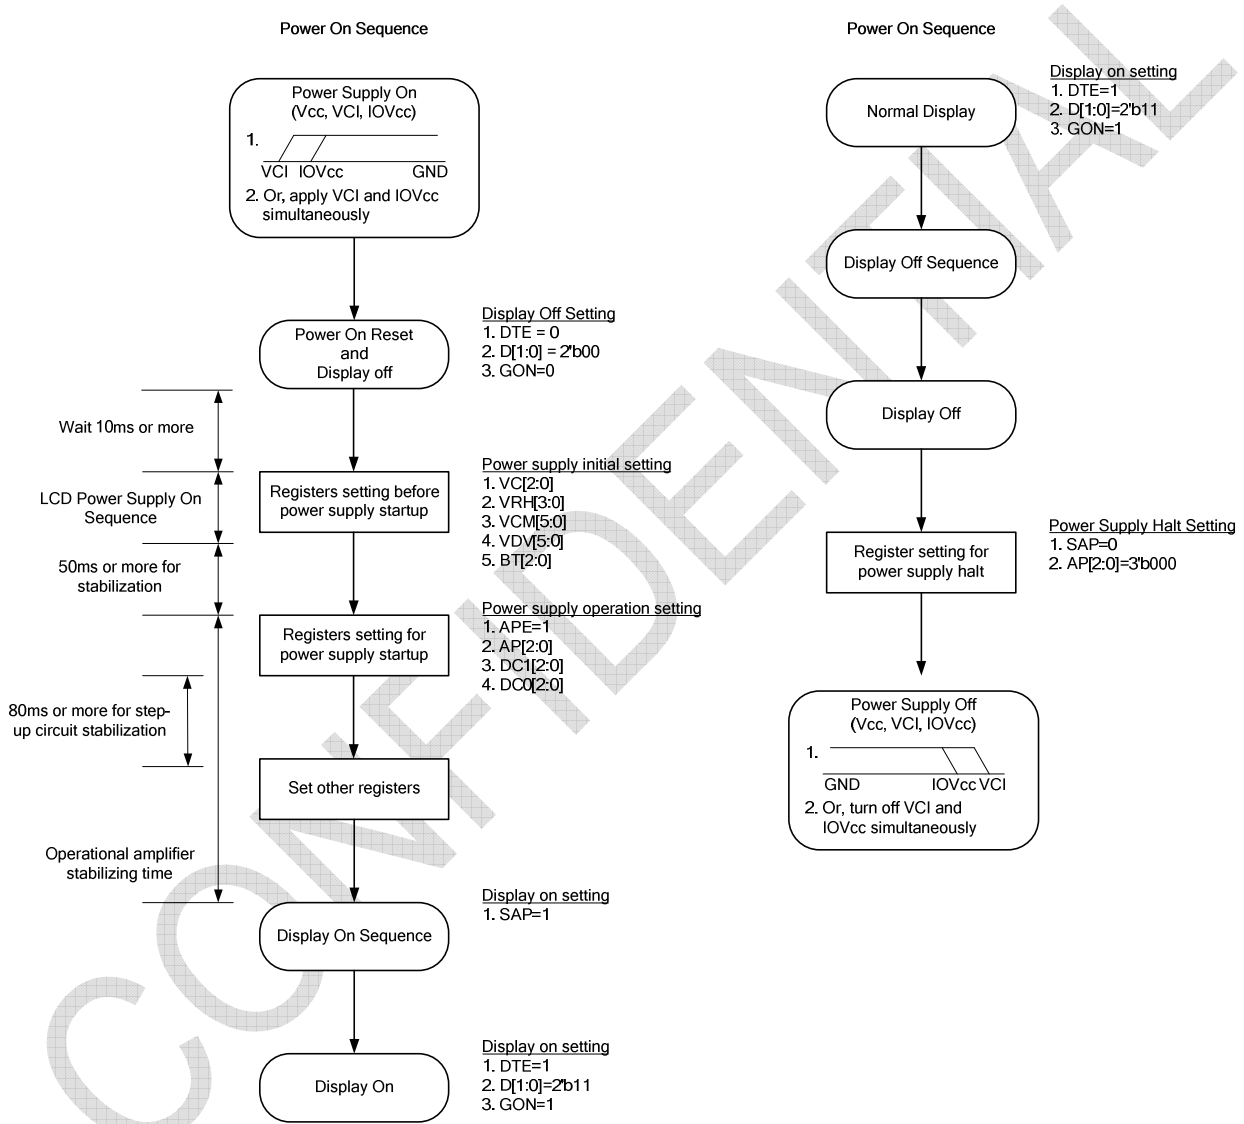 Power On Sequence
Power Supply On
(Vcc, VCI, IOVcc)
1.
VCI IOVcc GND
2. Or, apply VCI and IOVcc
simultaneously
Power On Reset
and
Display off
Display Off Setting
1. DTE = 0
2. D[1:0] = 2'b00
3. GON=0
Wait 10ms or more
LCD Power Supply On
Sequence
Registers setting before
power supply startup
Power supply initial setting
1. VC[2:0]
2. VRH[3:0]
3. VCM[5:0]
4. VDV[5:0]
5. BT[2:0]
50ms or more for
stabilization
Registers setting for
power supply startup
Power supply operation setting
1. APE=1
2. AP[2:0]
3. DC1[2:0]
4. DC0[2:0]
80ms or more for step-
up circuit stabilization
Set other registers
Operational amplifier
stabilizing time
Display On Sequence
Display on setting
1. SAP=1
Display On
Display on setting
1. DTE=1
2. D[1:0]=2'b11
3. GON=1
Power On Sequence
Normal Display
Display on setting
1. DTE=1
2. D[1:0]=2'b11
3. GON=1
Display Off Sequence
Display Off
Register setting for
power supply halt
Power Supply Halt Setting
1. SAP=0
2. AP[2:0]=3'b000
Power Supply Off
(Vcc, VCI, IOVcc)
1.
GND IOVcc VCI
2. Or, turn off VCI and
IOVcc simultaneously
CONFIDENTIAL